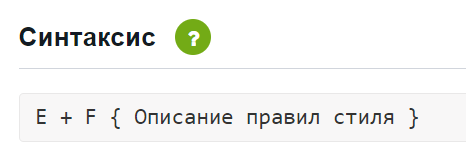 Синтаксис ?
E + F { Описание правил стиля }